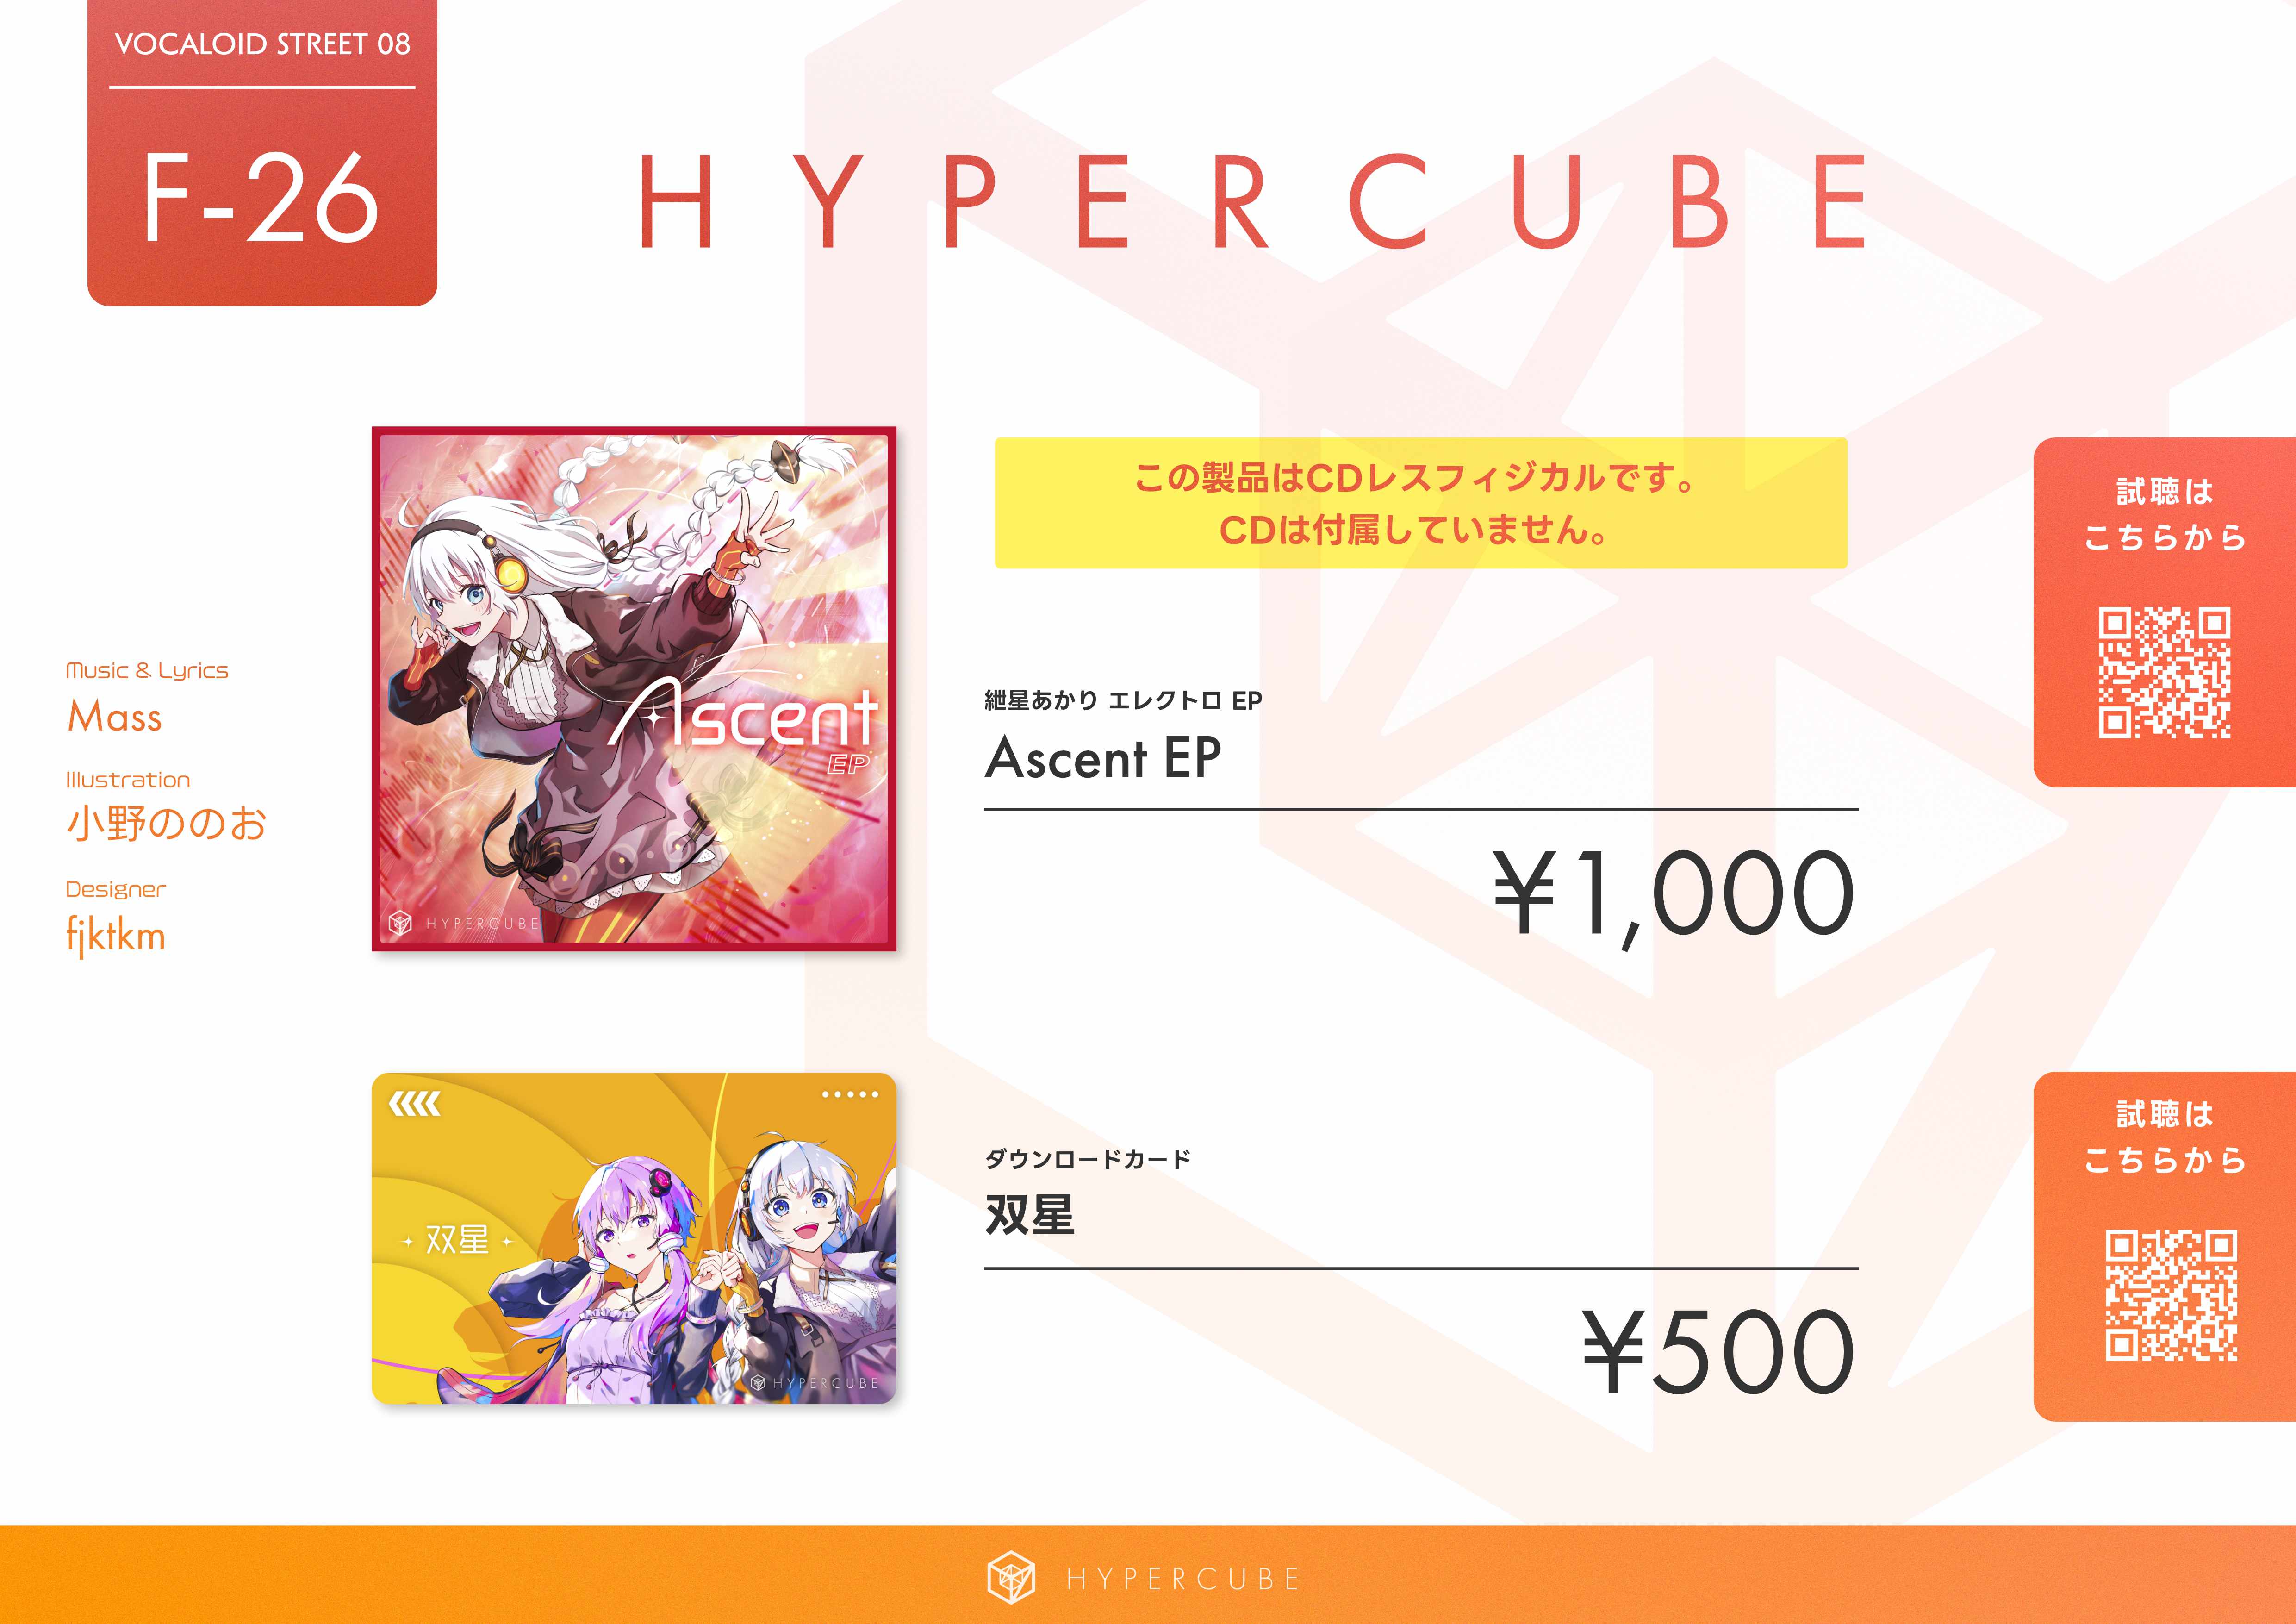 VOCALOID STREET 08
F-26
HYPERCUBE
この製品はCDレスフィジカルです。
CDは付属していません。
試聴は
こちらから
Music & Lyrics
Mass
Illustration
小野ののお
Designer
fjktkm
Ascent
EP
HYPERCUBE
紲星あかり エレクトロ EP
Ascent EP
¥1,000
双星
HYPERCUBE
ダウンロードカード
双星
¥500
試聴は
こちらから
HYPERCUBE